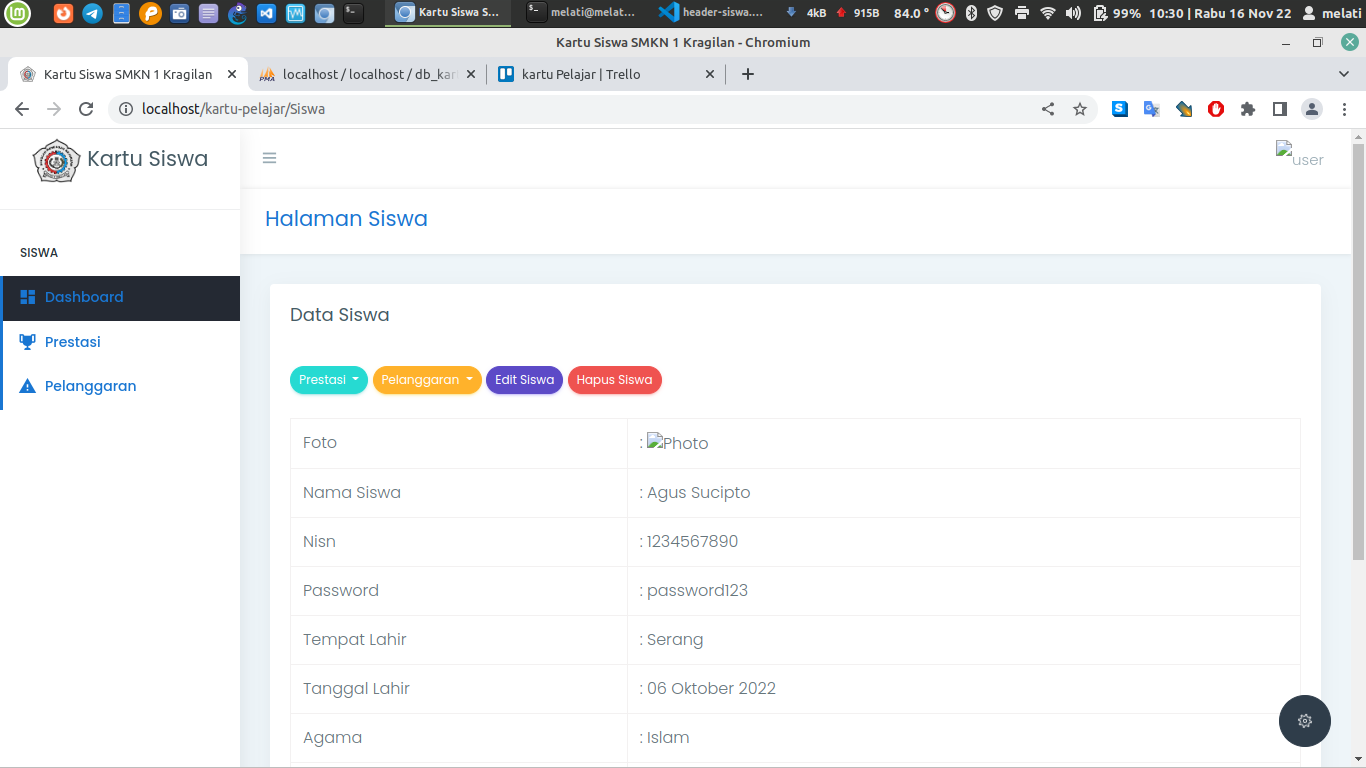 Kartu Siswa S...
melati@melat...
header-siswa....
4kB
915B
84.0 °
99%
10:30 | Rabu 16 Nov 22
melati
Kartu Siswa SMKN 1 Kragilan - Chromium
Kartu Siswa SMKN 1 Kragilan
localhost / localhost / db_kar
kartu Pelajar | Trello
localhost/kartu-pelajar/Siswa
Kartu Siswa
user
Halaman Siswa
SISWA
Dashboard
Prestasi
Pelanggaran
Data Siswa
Prestasi
Pelanggaran
Edit Siswa
Hapus Siswa
Foto : Photo
Nama Siswa : Agus Sucipto
Nisn : 1234567890
Password : password123
Tempat Lahir : Serang
Tanggal Lahir : 06 Oktober 2022
Agama : Islam